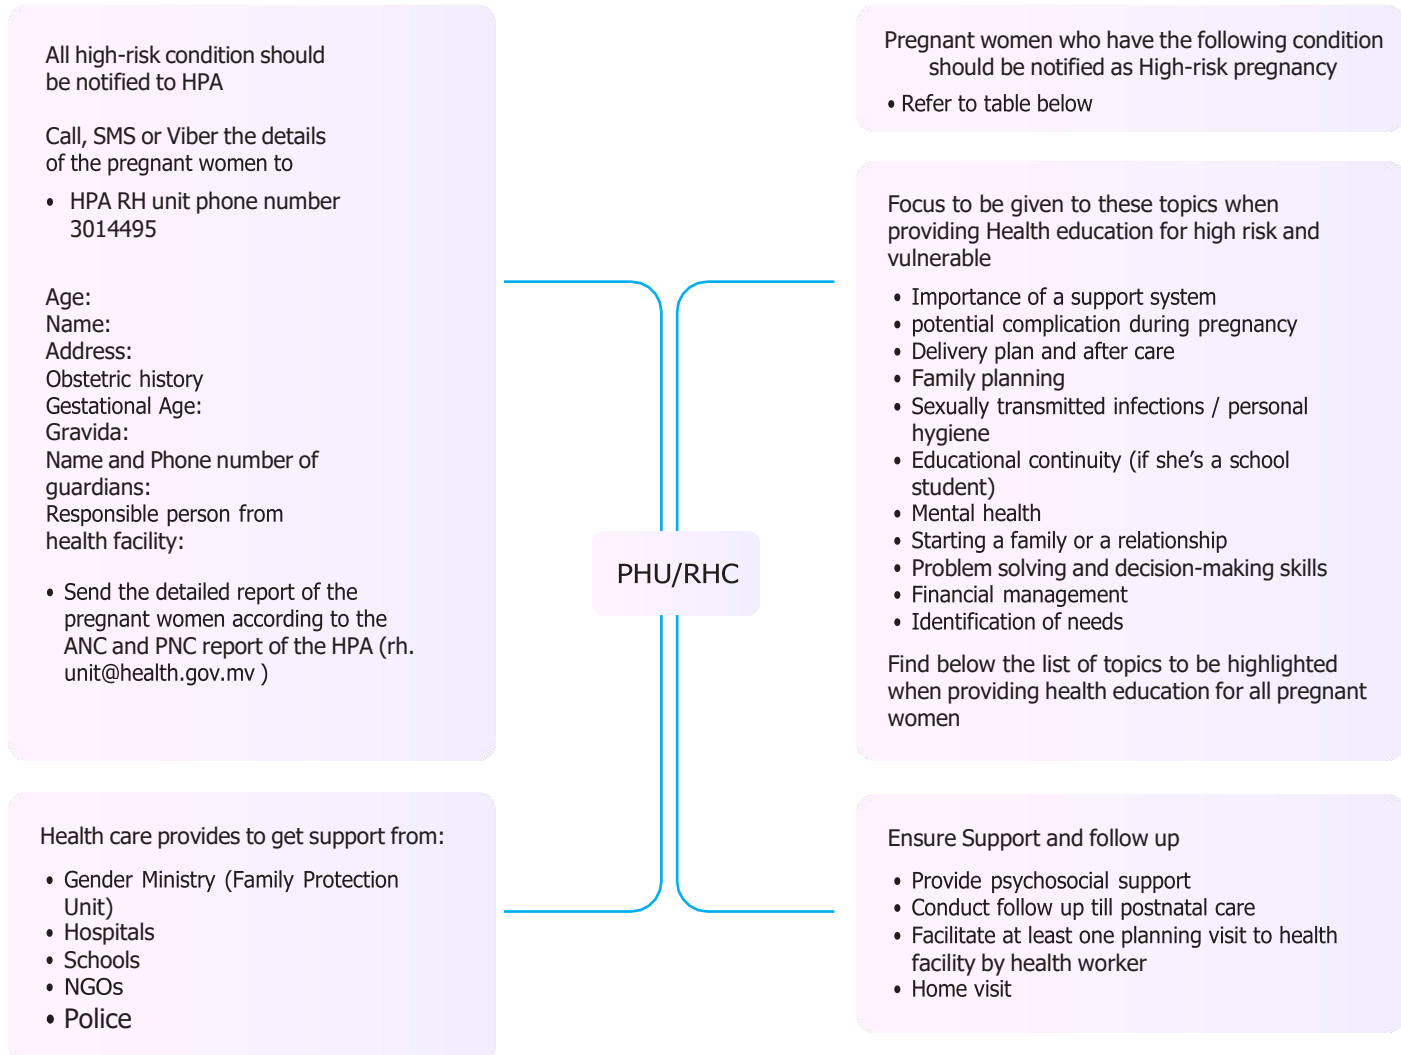 All high-risk condition should
be notified to HPA
Call, SMS or Viber the details
of the pregnant women to
• HPA RH unit phone number
3014495
Age:
Name:
Address:
Obstetric history
Gestational Age:
Gravida:
Name and Phone number of
guardians:
Responsible person from
health facility:
• Send the detailed report of the
pregnant women according to the
ANC and PNC report of the HPA (rh.
unit@health.gov.mv )
Health care provides to get support from:
• Gender Ministry (Family Protection
Unit)
• Hospitals
• Schools
• NGOs
• Police
PHU/RHC
Pregnant women who have the following condition
should be notified as High-risk pregnancy
• Refer to table below
Focus to be given to these topics when
providing Health education for high risk and
vulnerable
• Importance of a support system
• potential complication during pregnancy
• Delivery plan and after care
• Family planning
• Sexually transmitted infections / personal
hygiene
• Educational continuity (if she’s a school
student)
• Mental health
• Starting a family or a relationship
• Problem solving and decision-making skills
• Financial management
• Identification of needs
Find below the list of topics to be highlighted
when providing health education for all pregnant
women
Ensure Support and follow up
• Provide psychosocial support
• Conduct follow up till postnatal care
• Facilitate at least one planning visit to health
facility by health worker
• Home visit